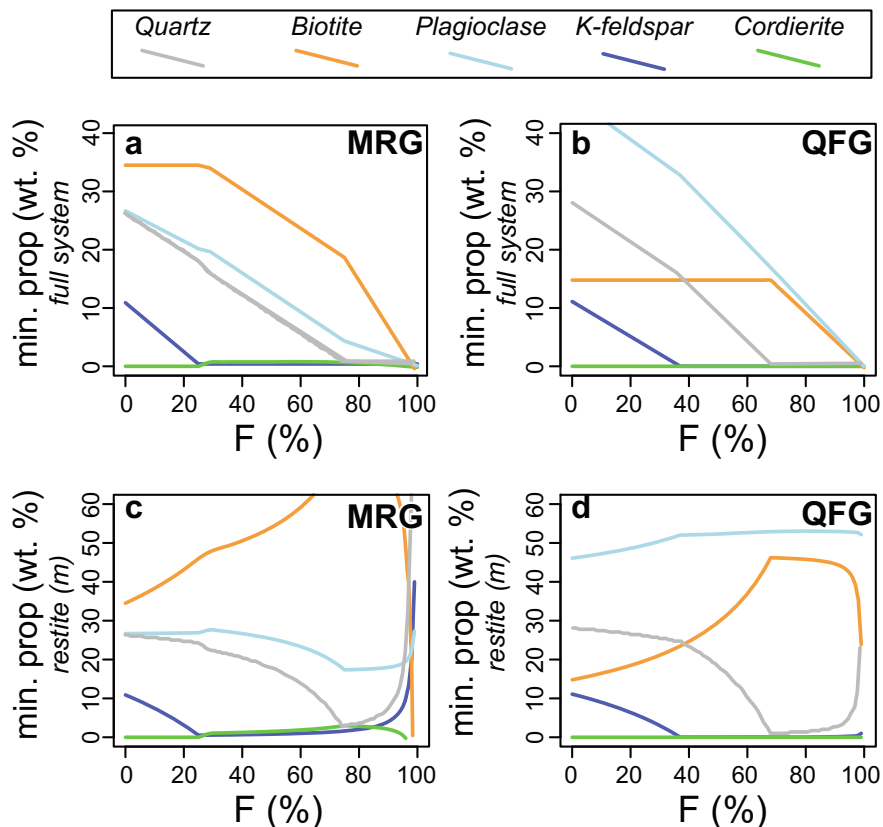 Quartz Biotite Plagioclase K-feldspar Cordierite
a MRG
min. prop (wt. %)
full system
0 10 20 30 40
0 20 40 60 80 100
F (%)
b QFG
min. prop (wt. %)
full system
0 10 20 30 40
0 20 40 60 80 100
F (%)
c MRG
min. prop (wt. %)
restite (m)
0 10 20 30 40 50 60
0 20 40 60 80 100
F (%)
d QFG
min. prop (wt. %)
restite (m)
0 10 20 30 40 50 60
0 20 40 60 80 100
F (%)